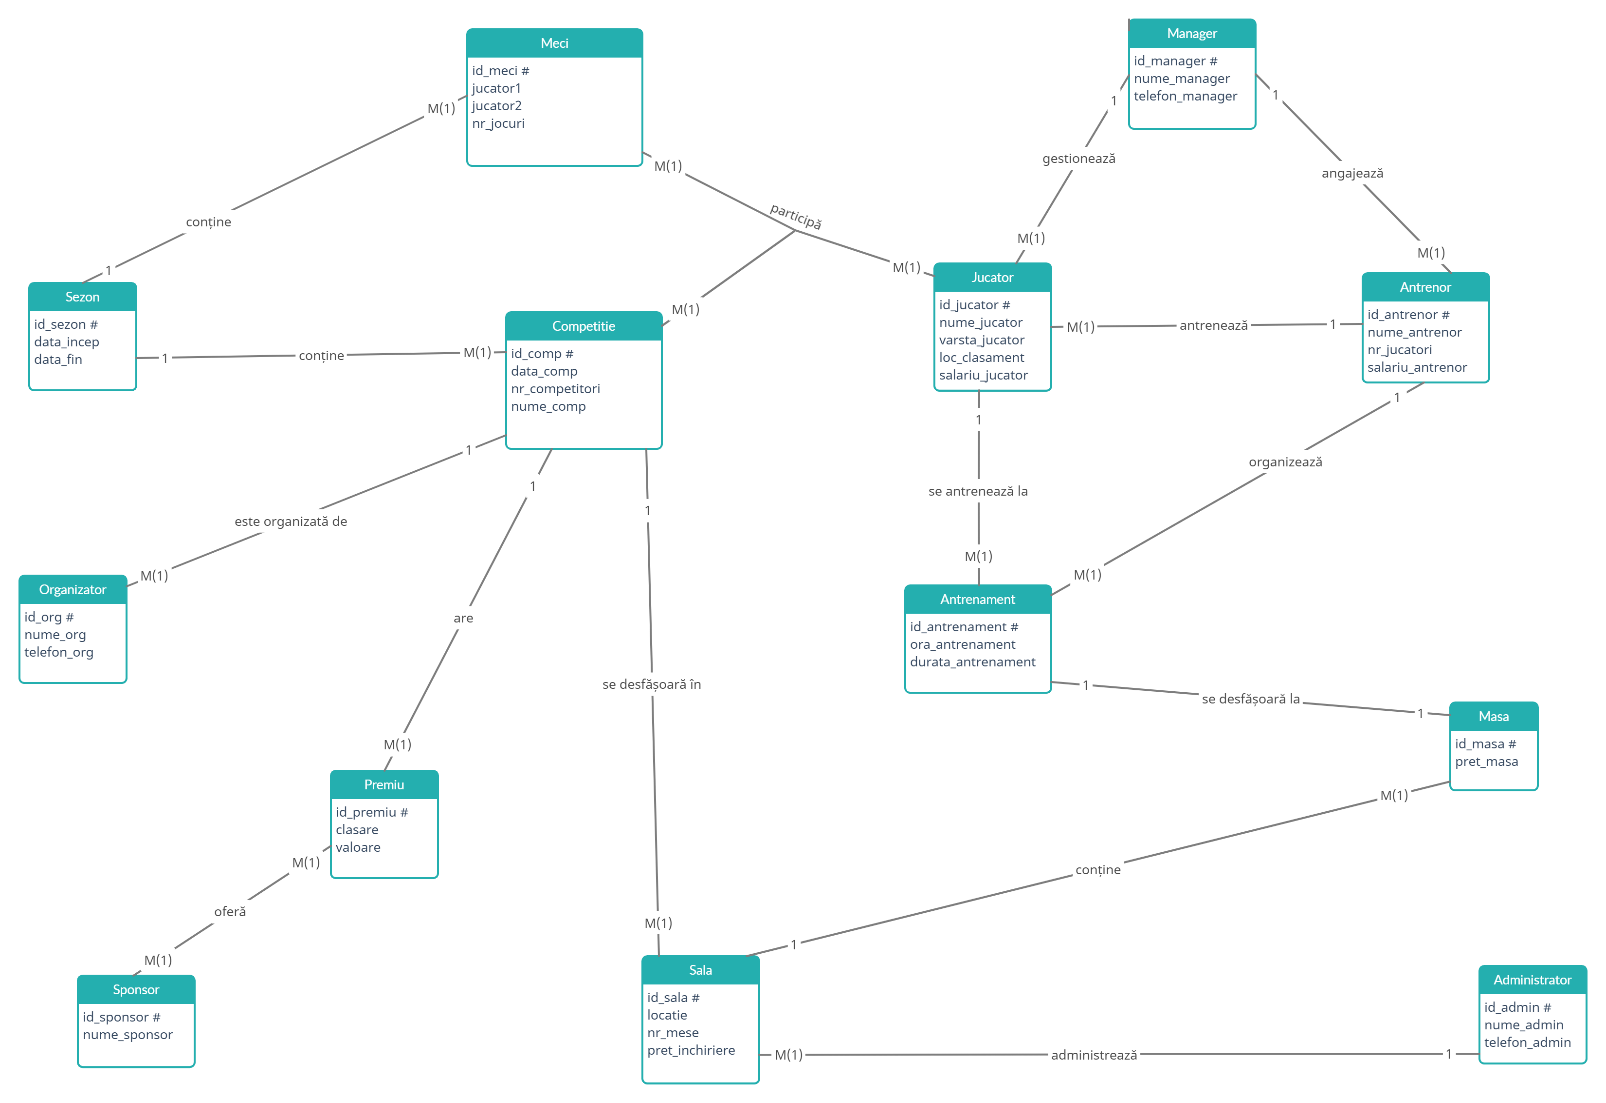 Meci
id_meci #
jucator1
jucator2
nr_jocuri
Manager
id_manager #
nume_manager
telefon_manager
M(1)
conține
1
M(1)
participă
M(1)
M(1)
1
gestionează
M(1)
1
angajează
M(1)
Sezon
id_sezon #
data_incep
data_fin
1
conține
M(1)
Competitie
id_comp #
data_comp
nr_competitori
nume_comp
Jucator
id_jucator #
nume_jucator
varsta_jucator
loc_clasament
salariu_jucator
M(1)
antrenează
1
Antrenor
id_antrenor #
nume_antrenor
nr_jucatori
salariu_antrenor
1
este organizată de
M(1)
1
are
M(1)
1
se desfășoară în
M(1)
1
se antrenează la
M(1)
1
organizează
M(1)
Organizator
id_org #
nume_org
telefon_org
Antrenament
id_antrenament #
ora_antrenament
durata_antrenament
1
se desfășoară la
1
Masa
id_masa #
pret_masa
M(1)
conține
1
Premiu
id_premiu #
clasare
valoare
M(1)
oferă
M(1)
Sponsor
id_sponsor #
nume_sponsor
Sala
id_sala #
locatie
nr_mese
pret_inchiriere
M(1)
administrează
1
Administrator
id_admin #
nume_admin
telefon_admin